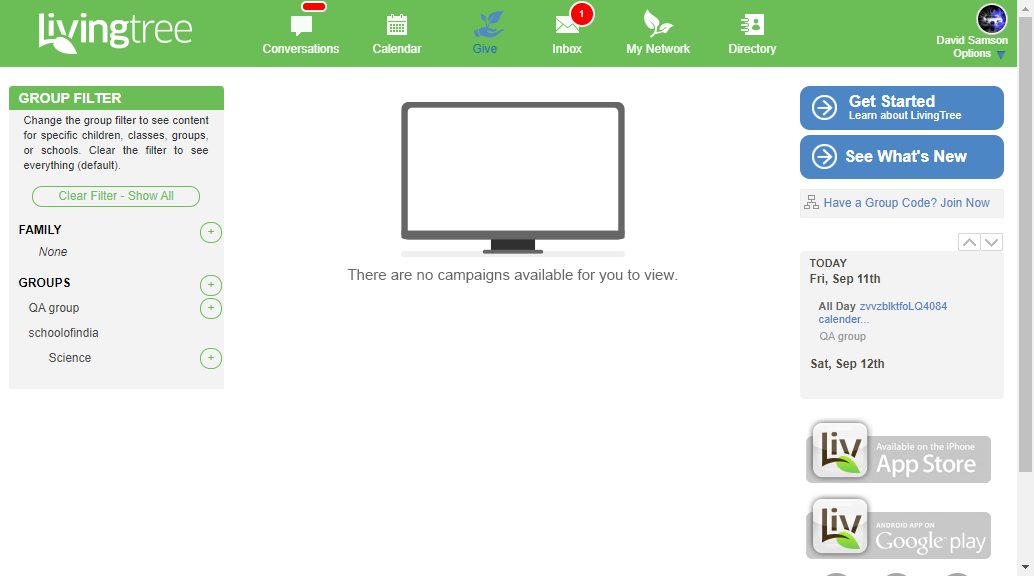 livingtree
Conversations
Calendar
Give
1
Inbox
My Network
Directory
David Samson
Options
GROUP FILTER
Change the group filter to see content
for specific children, classes, groups,
or schools. Clear the filter to see
everything (default).
Clear Filter - Show All
FAMILY
+
None
GROUPS
+
QA group
+
schoolofindia
Science
+
There are no campaigns available for you to view.
Get Started
Learn about LivingTree
See What's New
Have a Group Code? Join Now
TODAY
Fri, Sep 11th
All Day zvvzblktfoLQ4084
calender...
QA group
Sat, Sep 12th
Liv
Available on the iPhone
App Store
Liv
ANDROID APP ON
Google play